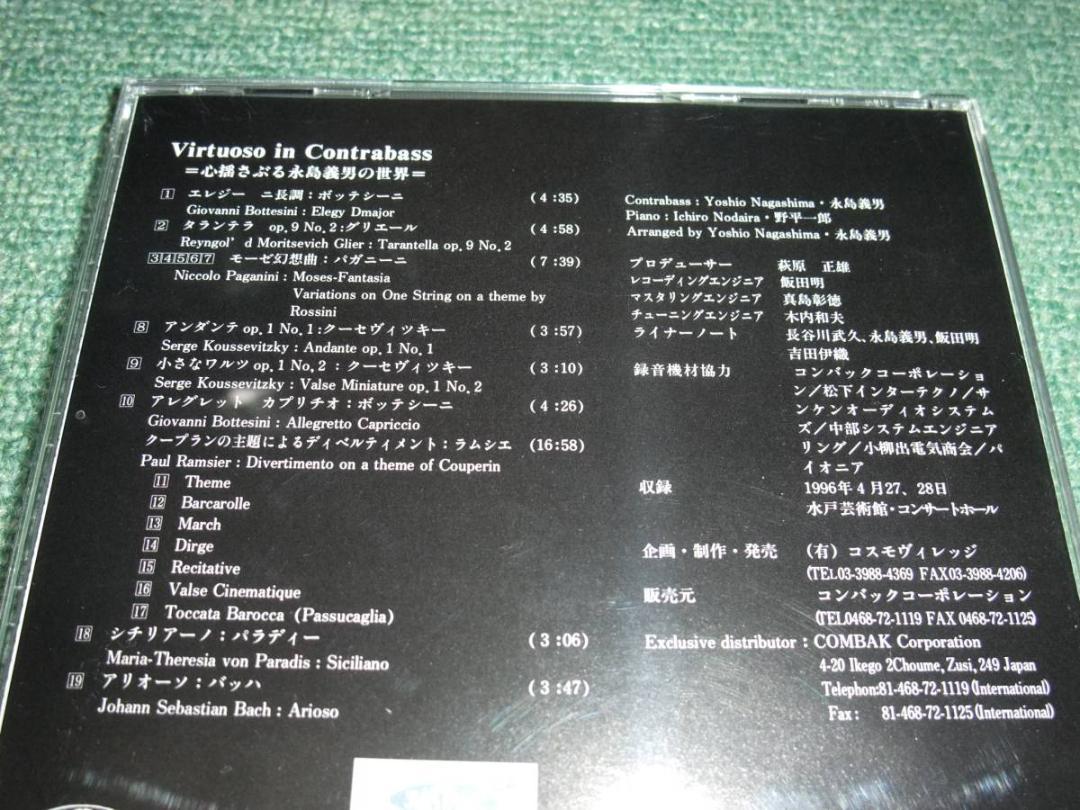 Virtuoso in Contrabass
=心揺さぶる永島義男の世界=
1 エレジー ニ長調：ボッテシーニ (4:35)
Giovanni Bottesini : Elegy Dmajor
2 タランテラ op.9 No.2:グリエール (4:58)
Reyngol'd Moritsevich Glier : Tarantella op.9 No.2
3 4 5 6 7 モーゼ幻想曲：パガニーニ (7:39)
Niccolo Paganini : Moses-Fantasia
Variations on One String on a theme by
Rossini
8 アンダンテ op.1 No.1:クーセヴィツキー (3:57)
Serge Koussevitzky : Andante op.1 No.1
9 小さなワルツ op.1 No.2 : クーセヴィツキー (3:10)
Serge Koussevitzky : Valse Miniature op.1 No.2
10 アレグレット カプリチオ：ボッテシーニ (4:26)
Giovanni Bottesini : Allegretto Capriccio
クープランの主題によるディベルティメント：ラムシエ (16:58)
Paul Ramsier : Divertimento on a theme of Couperin
11 Theme
12 Barcarolle
13 March
14 Dirge
15 Recitative
16 Valse Cinematique
17 Toccata Barocca (Passucaglia)
18 シチリアーノ：パラディー (3:06)
Maria-Theresia von Paradis : Siciliano
19 アリオーソ：バッハ (3:47)
Johann Sebastian Bach : Arioso
Contrabass : Yoshio Nagashima・永島義男
Piano : Ichiro Nodaira・野平一郎
Arranged by Yoshio Nagashima・永島義男
プロデューサー 萩原 正雄
レコーディングエンジニア 飯田明
マスタリングエンジニア 真島彰徳
チューニングエンジニア 木内和夫
ライナーノート 長谷川武久、永島義男、飯田明
吉田伊織
録音機材協力 コンバックコーポレーショ
ン／松下インターテクノ／サ
ンケンオーディオシステム
ズ／中部システムエンジニア
リング／小柳出電気商会／パ
イオニア
収録 1996年4月27、28日
水戸芸術館・コンサートホール
企画・制作・発売 （有）コスモヴィレッジ
(TEL03-3988-4369 FAX03-3988-4206)
販売元 コンバックコーポレーション
(TEL0468-72-1119 FAX 0468-72-1125)
Exclusive distributor : COMBAK Corporation
4-20 Ikego 2Choume, Zusi, 249 Japan
Telephon:81-468-72-1119 (International)
Fax: 81-468-72-1125 (International)